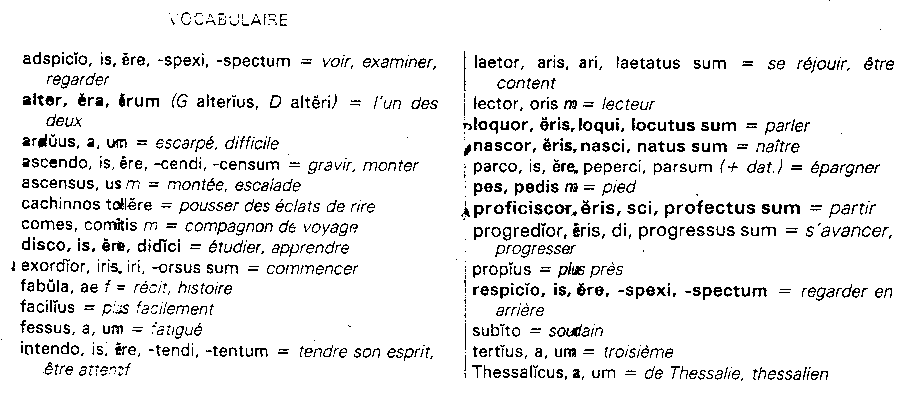 VOCABULAIRE
adspicĭo, is, ĕre, -spexi, -spectum = voir, examiner,
regarder
alter, ĕra, ĕrum (G alterĭus, D altĕri) = l'un des
deux
ardŭus, a, um = escarpé, difficile
ascendo, is, ĕre, -cendi, -censum = gravir, monter
ascensus, us m = montée, escalade
cachinnos tollĕre = pousser des éclats de rire
comes, comĭtis m = compagnon de voyage
disco, is, ĕre, didĭci = étudier, apprendre
exordĭor, iris, iri, -orsus sum = commencer
fabŭla, ae f = récit, histoire
facilĭus = plus facilement
fessus, a, um = fatigué
intendo, is, ĕre, -tendi, -tentum = tendre son esprit,
être attentif
laetor, aris, ari, laetatus sum = se réjouir, être
content
lector, oris m = lecteur
loquor, ĕris, loqui, locutus sum = parler
nascor, ĕris, nasci, natus sum = naître
parco, is, ĕre, peperci, parsum (+ dat.) = épargner
pes, pedis m = pied
proficiscor, ĕris, sci, profectus sum = partir
progredĭor, ĕris, di, progressus sum = s'avancer,
progresser
propĭus = plus près
respicĭo, is, ĕre, -spexi, -spectum = regarder en
arrière
subĭto = soudain
tertĭus, a, um = troisième
Thessalĭcus, a, um = de Thessalie, thessalien